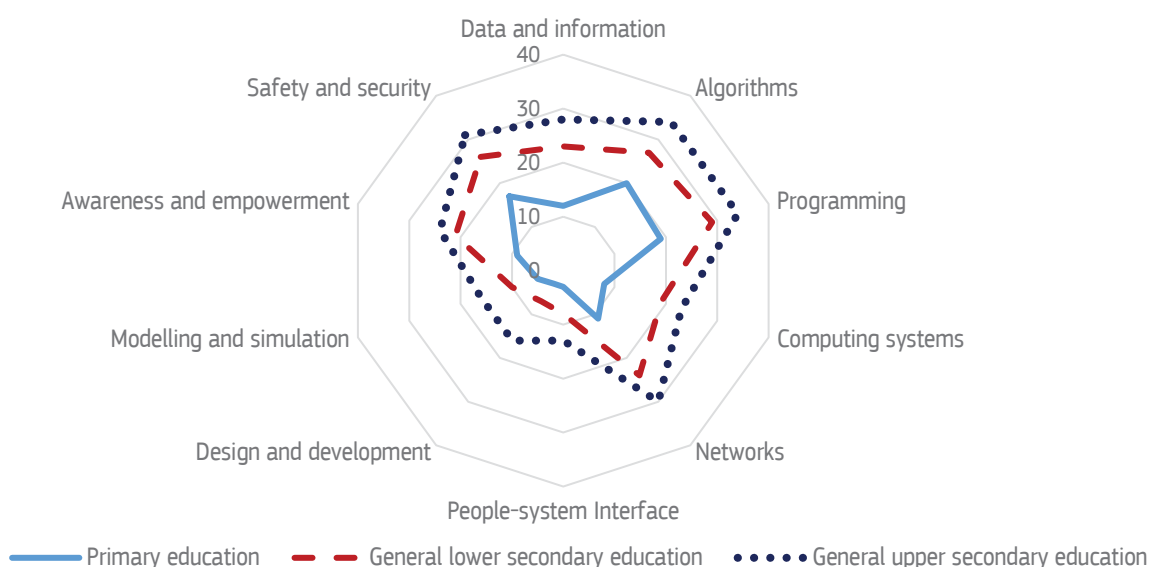 Data and information
40
Safety and security
Algorithms
30
20
Awareness and empowerment
Programming
10
0
Modelling and simulation
Computing systems
Design and development
Networks
People-system Interface
Primary education
General lower secondary education
General upper secondary education